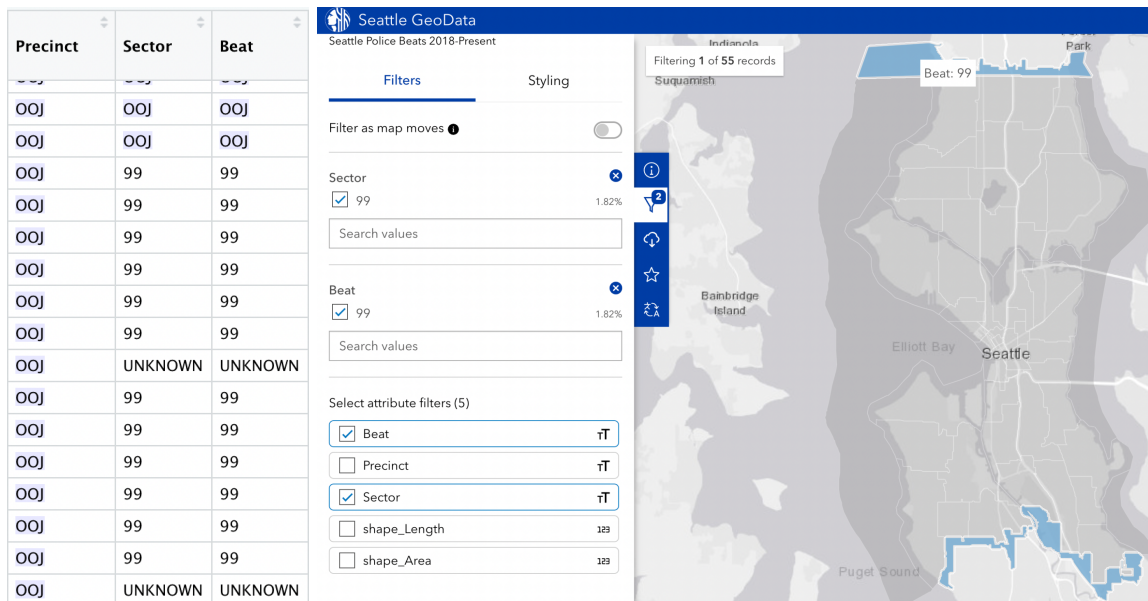 Precinct Sector Beat
OOJ OOJ OOJ
OOJ OOJ OOJ
OOJ 99 99
OOJ 99 99
OOJ 99 99
OOJ 99 99
OOJ 99 99
OOJ 99 99
OOJ UNKNOWN UNKNOWN
OOJ 99 99
OOJ 99 99
OOJ 99 99
OOJ 99 99
OOJ 99 99
OOJ 99 99
OOJ UNKNOWN UNKNOWN
Seattle GeoData
Seattle Police Beats 2018-Present
Filters Styling
Filter as map moves
Sector
99 1.82%
Search values
Beat
99 1.82%
Search values
Select attribute filters (5)
Beat
Precinct
Sector
shape_Length 123
shape_Area 123
2
Filtering 1 of 55 records
Indianola
Suquamish
Park
Beat: 99
Bainbridge
Island
Elliott Bay
Seattle
Puget Sound